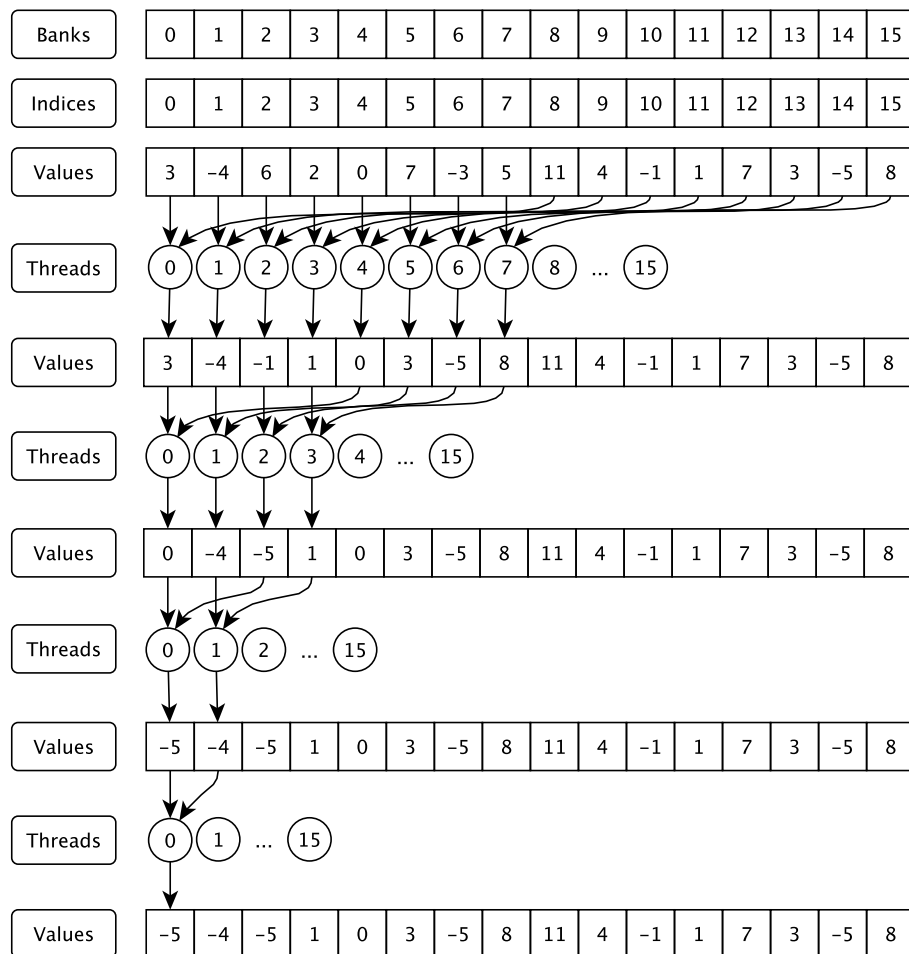 Banks 0 1 2 3 4 5 6 7 8 9 10 11 12 13 14 15
Indices 0 1 2 3 4 5 6 7 8 9 10 11 12 13 14 15
Values 3 −4 6 2 0 7 −3 5 11 4 −1 1 7 3 −5 8
Threads 0 1 2 3 4 5 6 7 8 ... 15
Values 3 −4 −1 1 0 3 −5 8 11 4 −1 1 7 3 −5 8
Threads 0 1 2 3 4 ... 15
Values 0 −4 −5 1 0 3 −5 8 11 4 −1 1 7 3 −5 8
Threads 0 1 2 ... 15
Values −5 −4 −5 1 0 3 −5 8 11 4 −1 1 7 3 −5 8
Threads 0 1 ... 15
Values −5 −4 −5 1 0 3 −5 8 11 4 −1 1 7 3 −5 8